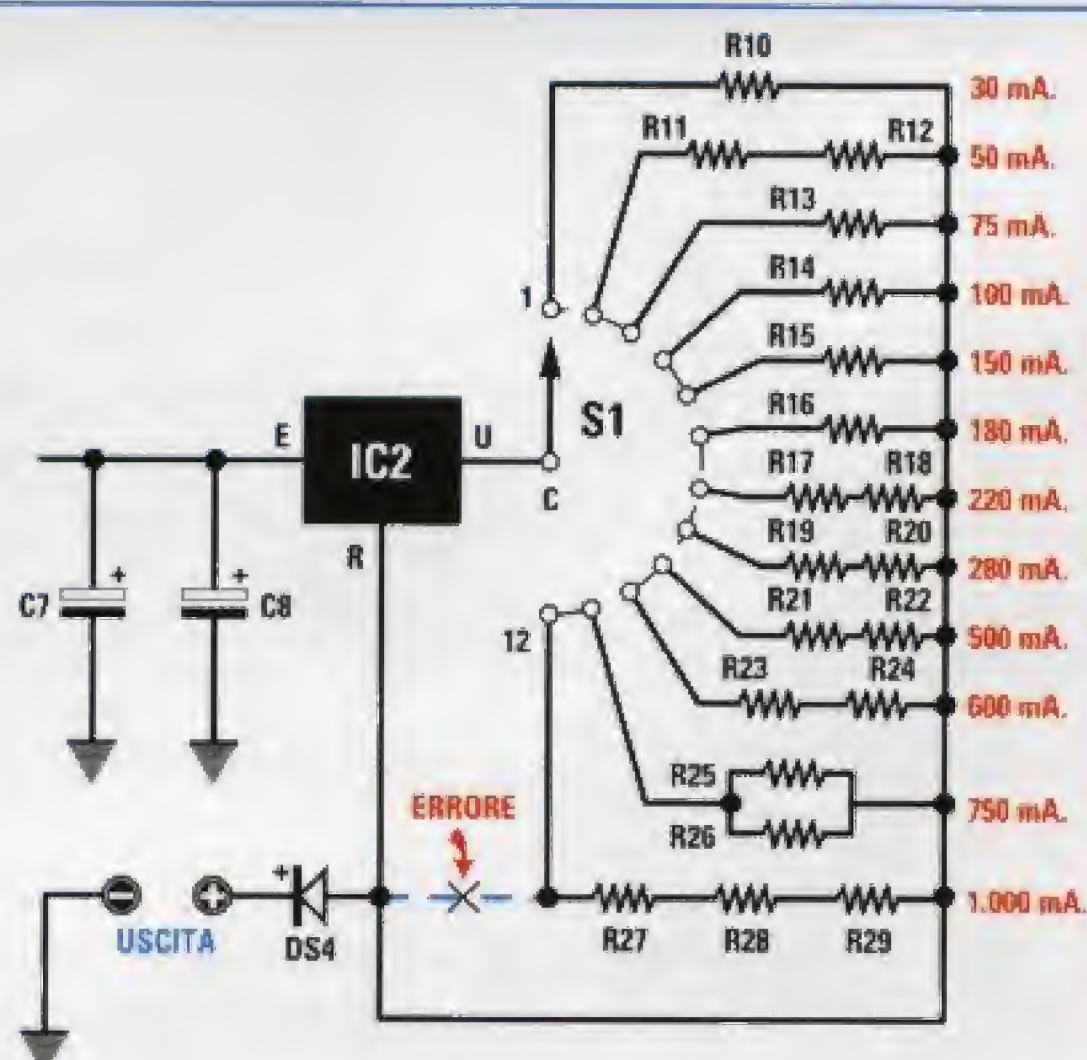 R10
30 mA.
R11
R12
50 mA.
R13
75 mA.
R14
100 mA.
1
R15
150 mA.
S1
R16
180 mA.
E
IC2
U
R17
R18
220 mA.
C
R19
R20
280 mA.
R
+
+
C7
C8
R21
R22
500 mA.
12
R23
R24
600 mA.
R25
750 mA.
R26
ERRORE
+
1.000 mA.
USCITA
DS4
R27
R28
R29